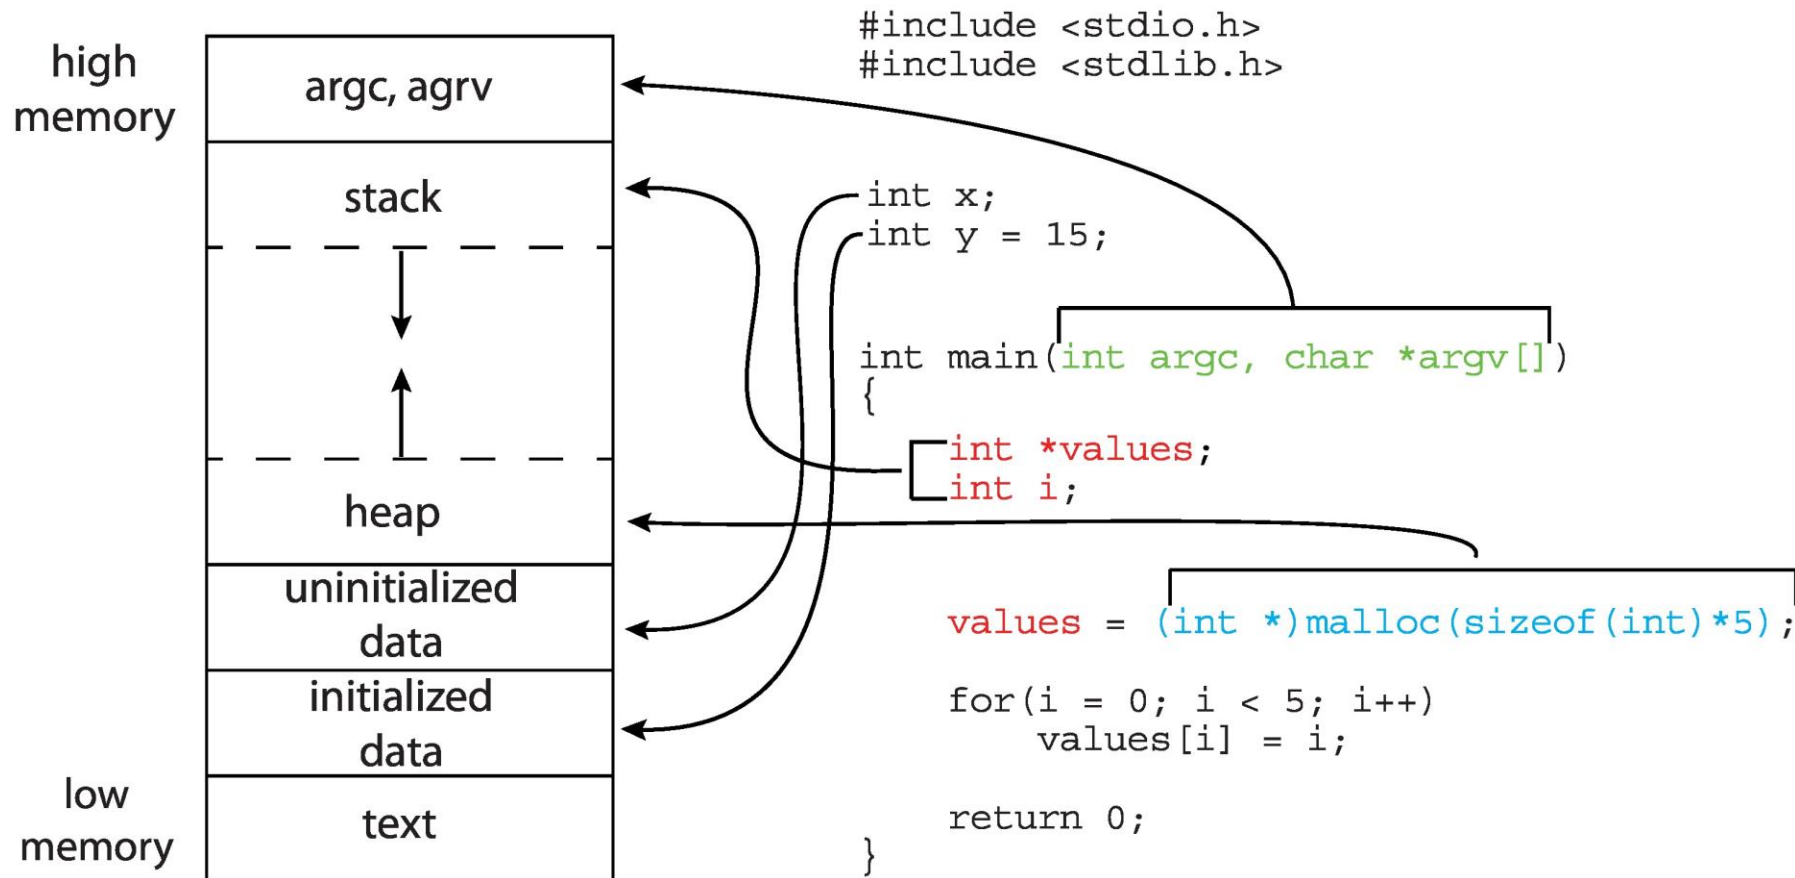 high
memory
argc, agrv
stack
heap
uninitialized
data
initialized
data
low
memory
text
#include <stdio.h>
#include <stdlib.h>
int x;
int y = 15;
int main(int argc, char *argv[])
{
int *values;
int i;
values = (int *)malloc(sizeof(int)*5);
for(i = 0; i < 5; i++)
values[i] = i;
return 0;
}